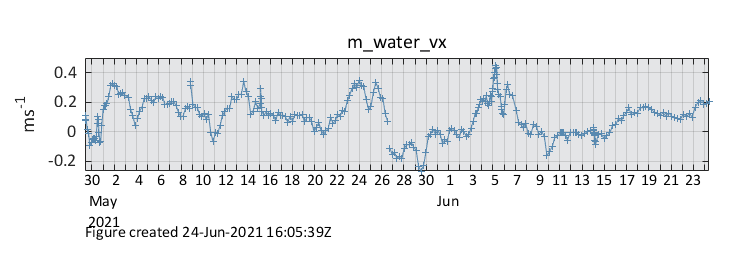 m_water_vx
ms-1
0.4
0.2
0
-0.2
30 2 4 6 8 10 12 14 16 18 20 22 24 26 28 30 1 3 5 7 9 11 13 15 17 19 21 23
May Jun
2021
Figure created 24-Jun-2021 16:05:39Z